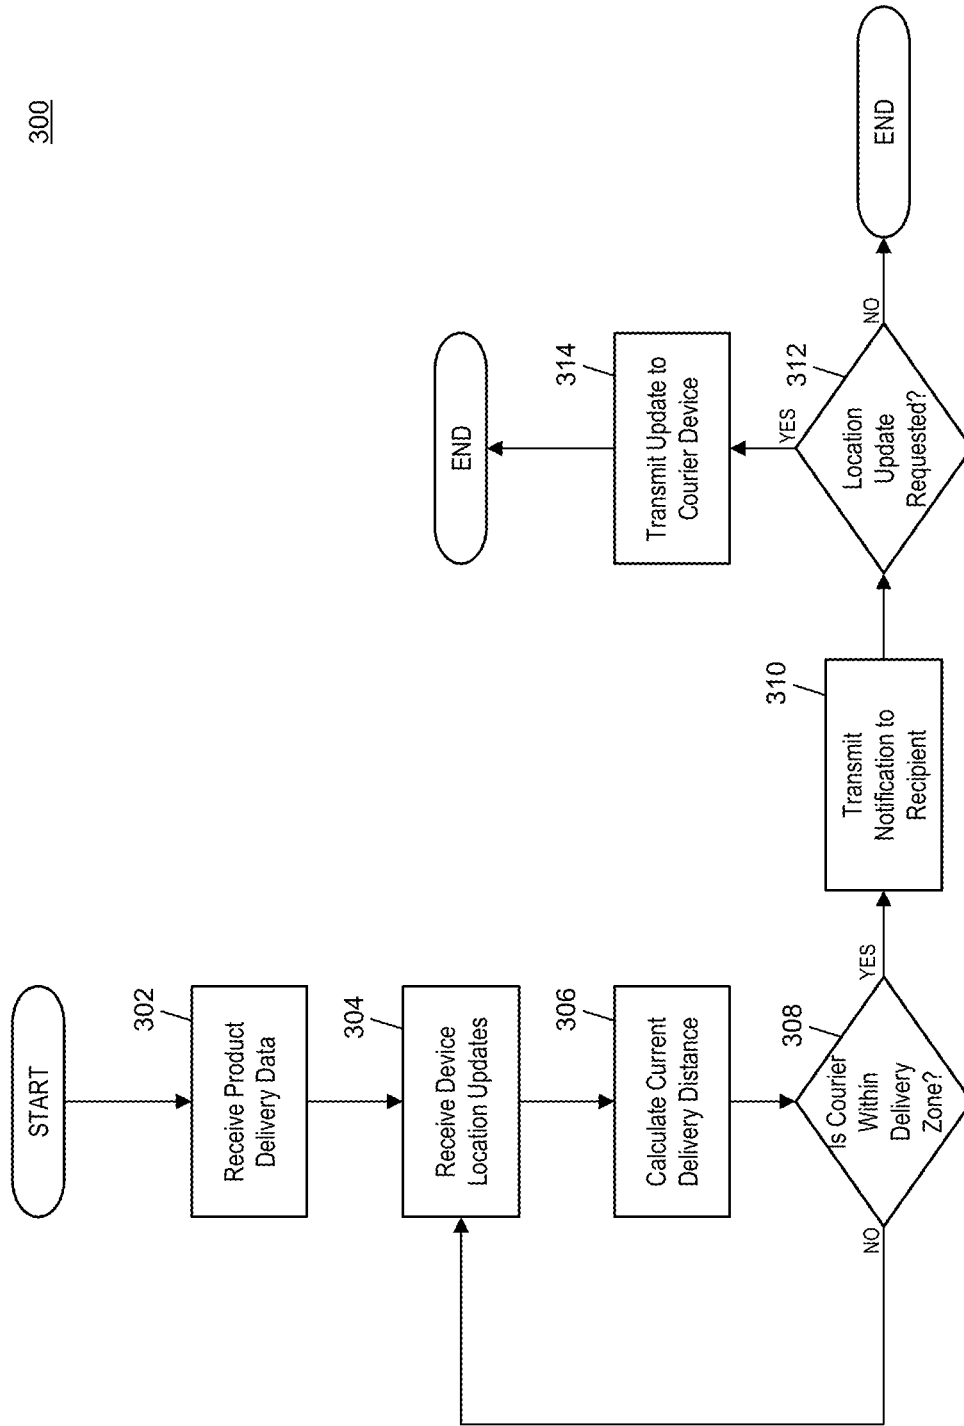 300
START
302
Receive Product
Delivery Data
304
Receive Device
Location Updates
306
Calculate Current
Delivery Distance
308
Is Courier
Within
Delivery
Zone?
NO
YES
310
Transmit
Notification to
Recipient
312
Location
Update
Requested?
YES
NO
314
Transmit Update to
Courier Device
END
END